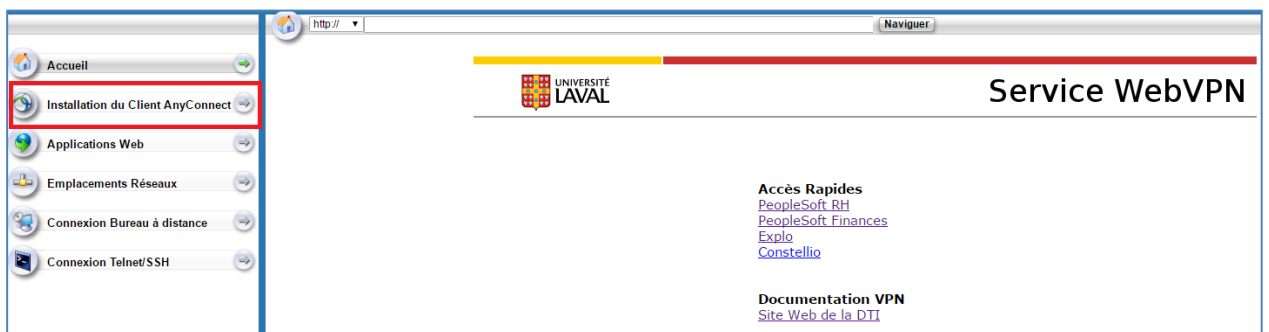 http://
Naviguer
Accueil
Installation du Client AnyConnect
Applications Web
Emplacements Réseaux
Connexion Bureau à distance
Connexion Telnet/SSH
UNIVERSITÉ
LAVAL
Service WebVPN
Accès Rapides
PeopleSoft RH
PeopleSoft Finances
Explo
Constellio
Documentation VPN
Site Web de la DTI